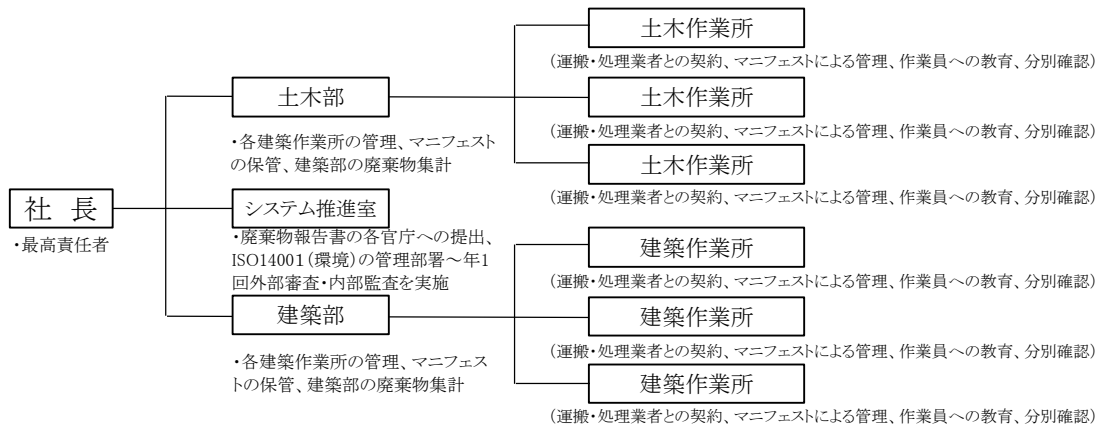 土木作業所
(運搬・処理業者との契約、マニフェストによる管理、作業員への教育、分別確認)
土木部
土木作業所
・各建築作業所の管理、マニフェスト
の保管、建築部の廃棄物集計
(運搬・処理業者との契約、マニフェストによる管理、作業員への教育、分別確認)
土木作業所
(運搬・処理業者との契約、マニフェストによる管理、作業員への教育、分別確認)
社 長
・最高責任者
システム推進室
・廃棄物報告書の各官庁への提出、
ISO14001(環境)の管理部署～年1
回外部審査・内部監査を実施
建築作業所
(運搬・処理業者との契約、マニフェストによる管理、作業員への教育、分別確認)
建築部
建築作業所
・各建築作業所の管理、マニフェス
トの保管、建築部の廃棄物集計
(運搬・処理業者との契約、マニフェストによる管理、作業員への教育、分別確認)
建築作業所
(運搬・処理業者との契約、マニフェストによる管理、作業員への教育、分別確認)